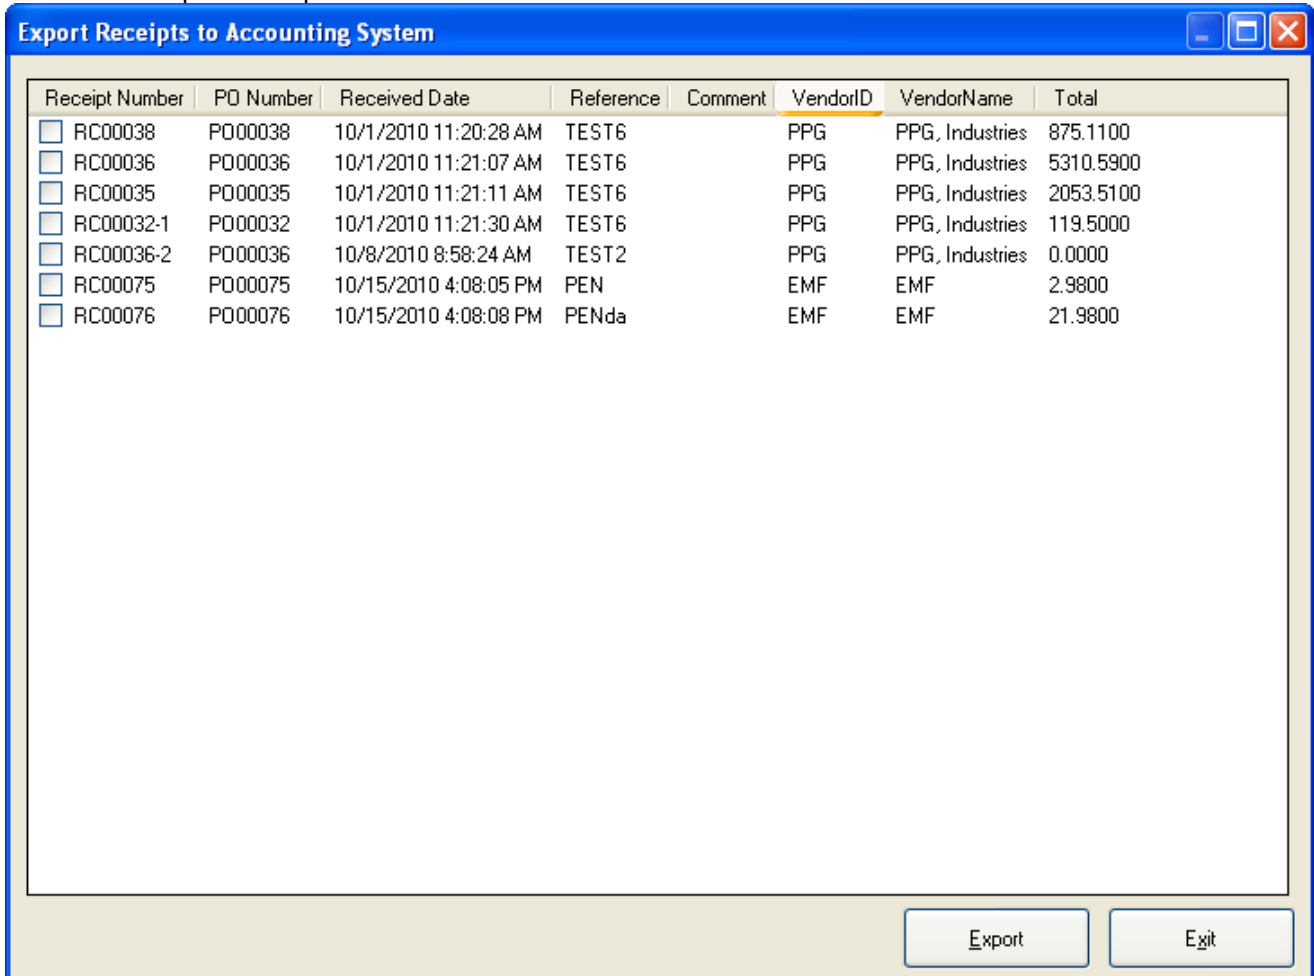 Export Receipts to Accounting System
Receipt Number PO Number Received Date Reference Comment VendorID VendorName Total
RC00038 PO00038 10/1/2010 11:20:28 AM TEST6 PPG PPG, Industries 875.1100
RC00036 PO00036 10/1/2010 11:21:07 AM TEST6 PPG PPG, Industries 5310.5900
RC00035 PO00035 10/1/2010 11:21:11 AM TEST6 PPG PPG, Industries 2053.5100
RC00032-1 PO00032 10/1/2010 11:21:30 AM TEST6 PPG PPG, Industries 119.5000
RC00036-2 PO00036 10/8/2010 8:58:24 AM TEST2 PPG PPG, Industries 0.0000
RC00075 PO00075 10/15/2010 4:08:05 PM PEN EMF EMF 2.9800
RC00076 PO00076 10/15/2010 4:08:08 PM PENda EMF EMF 21.9800
Export Exit